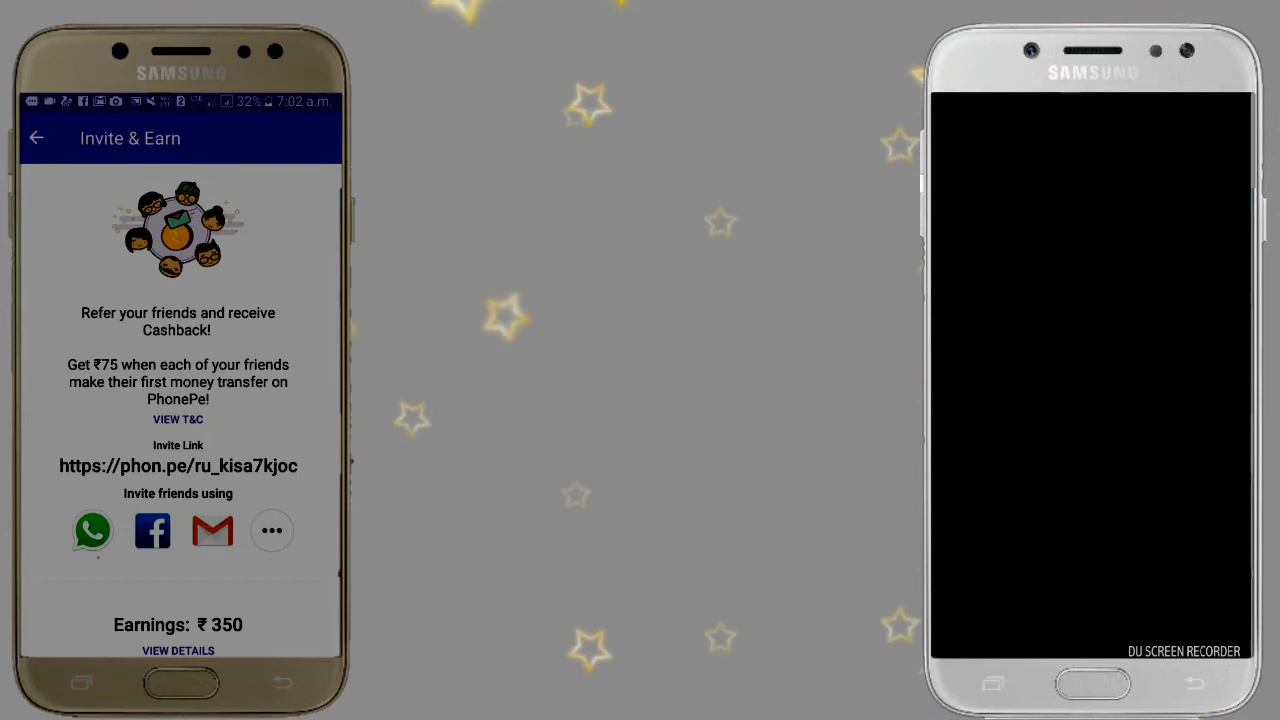 SAMSUNG
32% 7:02 a.m.
Invite & Earn
Refer your friends and receive
Cashback!
Get ₹75 when each of your friends
make their first money transfer on
PhonePe!
VIEW T&C
Invite Link
https://phon.pe/ru_kisa7kjoc
Invite friends using
Earnings: ₹ 350
VIEW DETAILS
SAMSUNG
DU SCREEN RECORDER